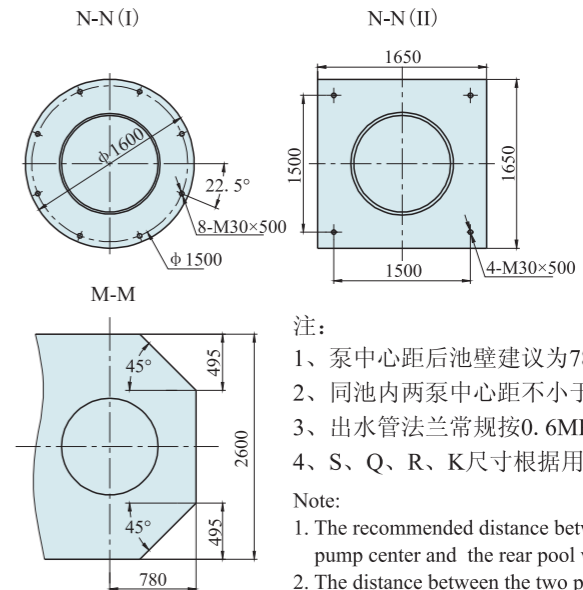 N-N(I)
N-N(II)
φ1600
22.5°
8-M30×500
φ1500
1650
1500
1650
1500
4-M30×500
M-M
45°
495
2600
45°
495
780
注:
1、泵中心距后池壁建议为
2、同池内两泵中心距不小于
3、出水管法兰常规按0.6M
4、S、Q、R、K尺寸根据用
Note:
1. The recommended distance
pump center and the rear pool
2. The distance between the two